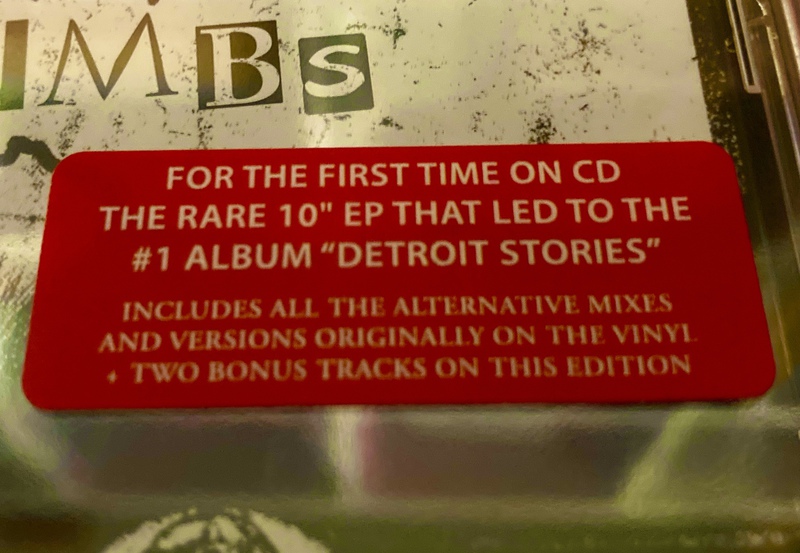 IMBS
FOR THE FIRST TIME ON CD
THE RARE 10" EP THAT LED TO THE
#1 ALBUM “DETROIT STORIES”
INCLUDES ALL THE ALTERNATIVE MIXES
AND VERSIONS ORIGINALLY ON THE VINYL
+ TWO BONUS TRACKS ON THIS EDITION